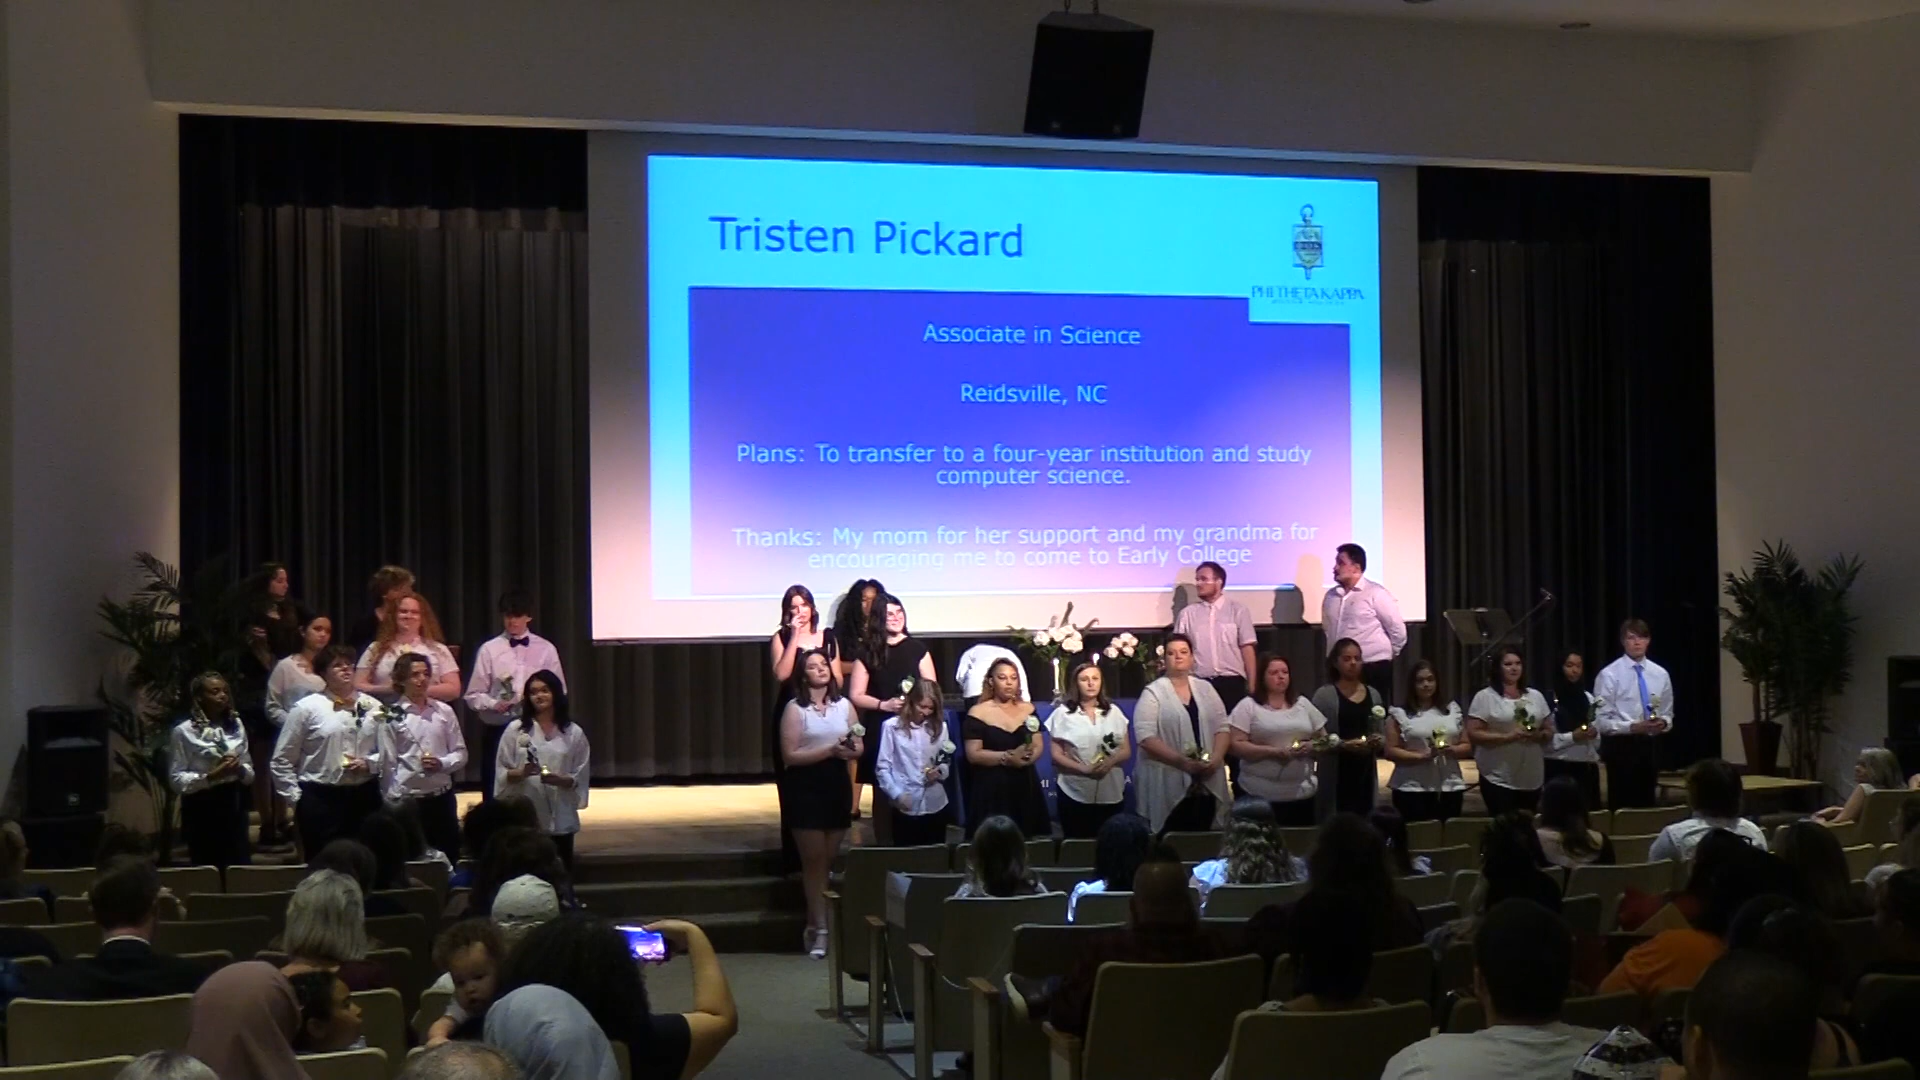 Tristen Pickard
PHI THETA KAPPA
Associate in Science
Reidsville, NC
Plans: To transfer to a four-year institution and study
computer science.
Thanks: My mom for her support and my grandma for
encouraging me to come to Early College